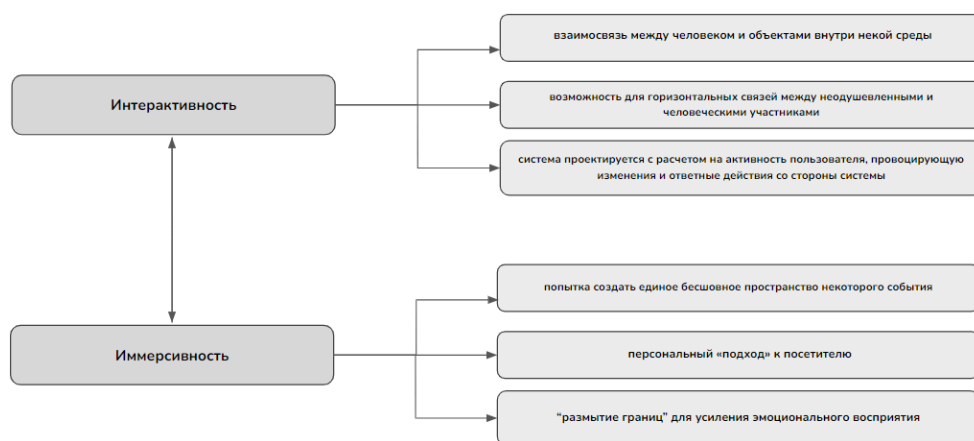 взаимосвязь между человеком и объектами внутри некой среды
Интерактивность
возможность для горизонтальных связей между неодушевленными и
человеческими участниками
система проектируется с расчетом на активность пользователя, провоцирующую
изменения и ответные действия со стороны системы
попытка создать единое бесшовное пространство некоторого события
Иммерсивность
персональный «подход» к посетителю
“размытие границ” для усиления эмоционального восприятия